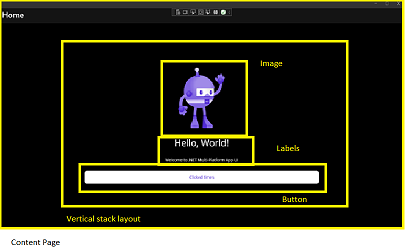 Home
Image
Hello, World!
Labels
Welcome to .NET Multi-Platform App UI
Clicked 5 times
Button
Vertical stack layout
Content Page